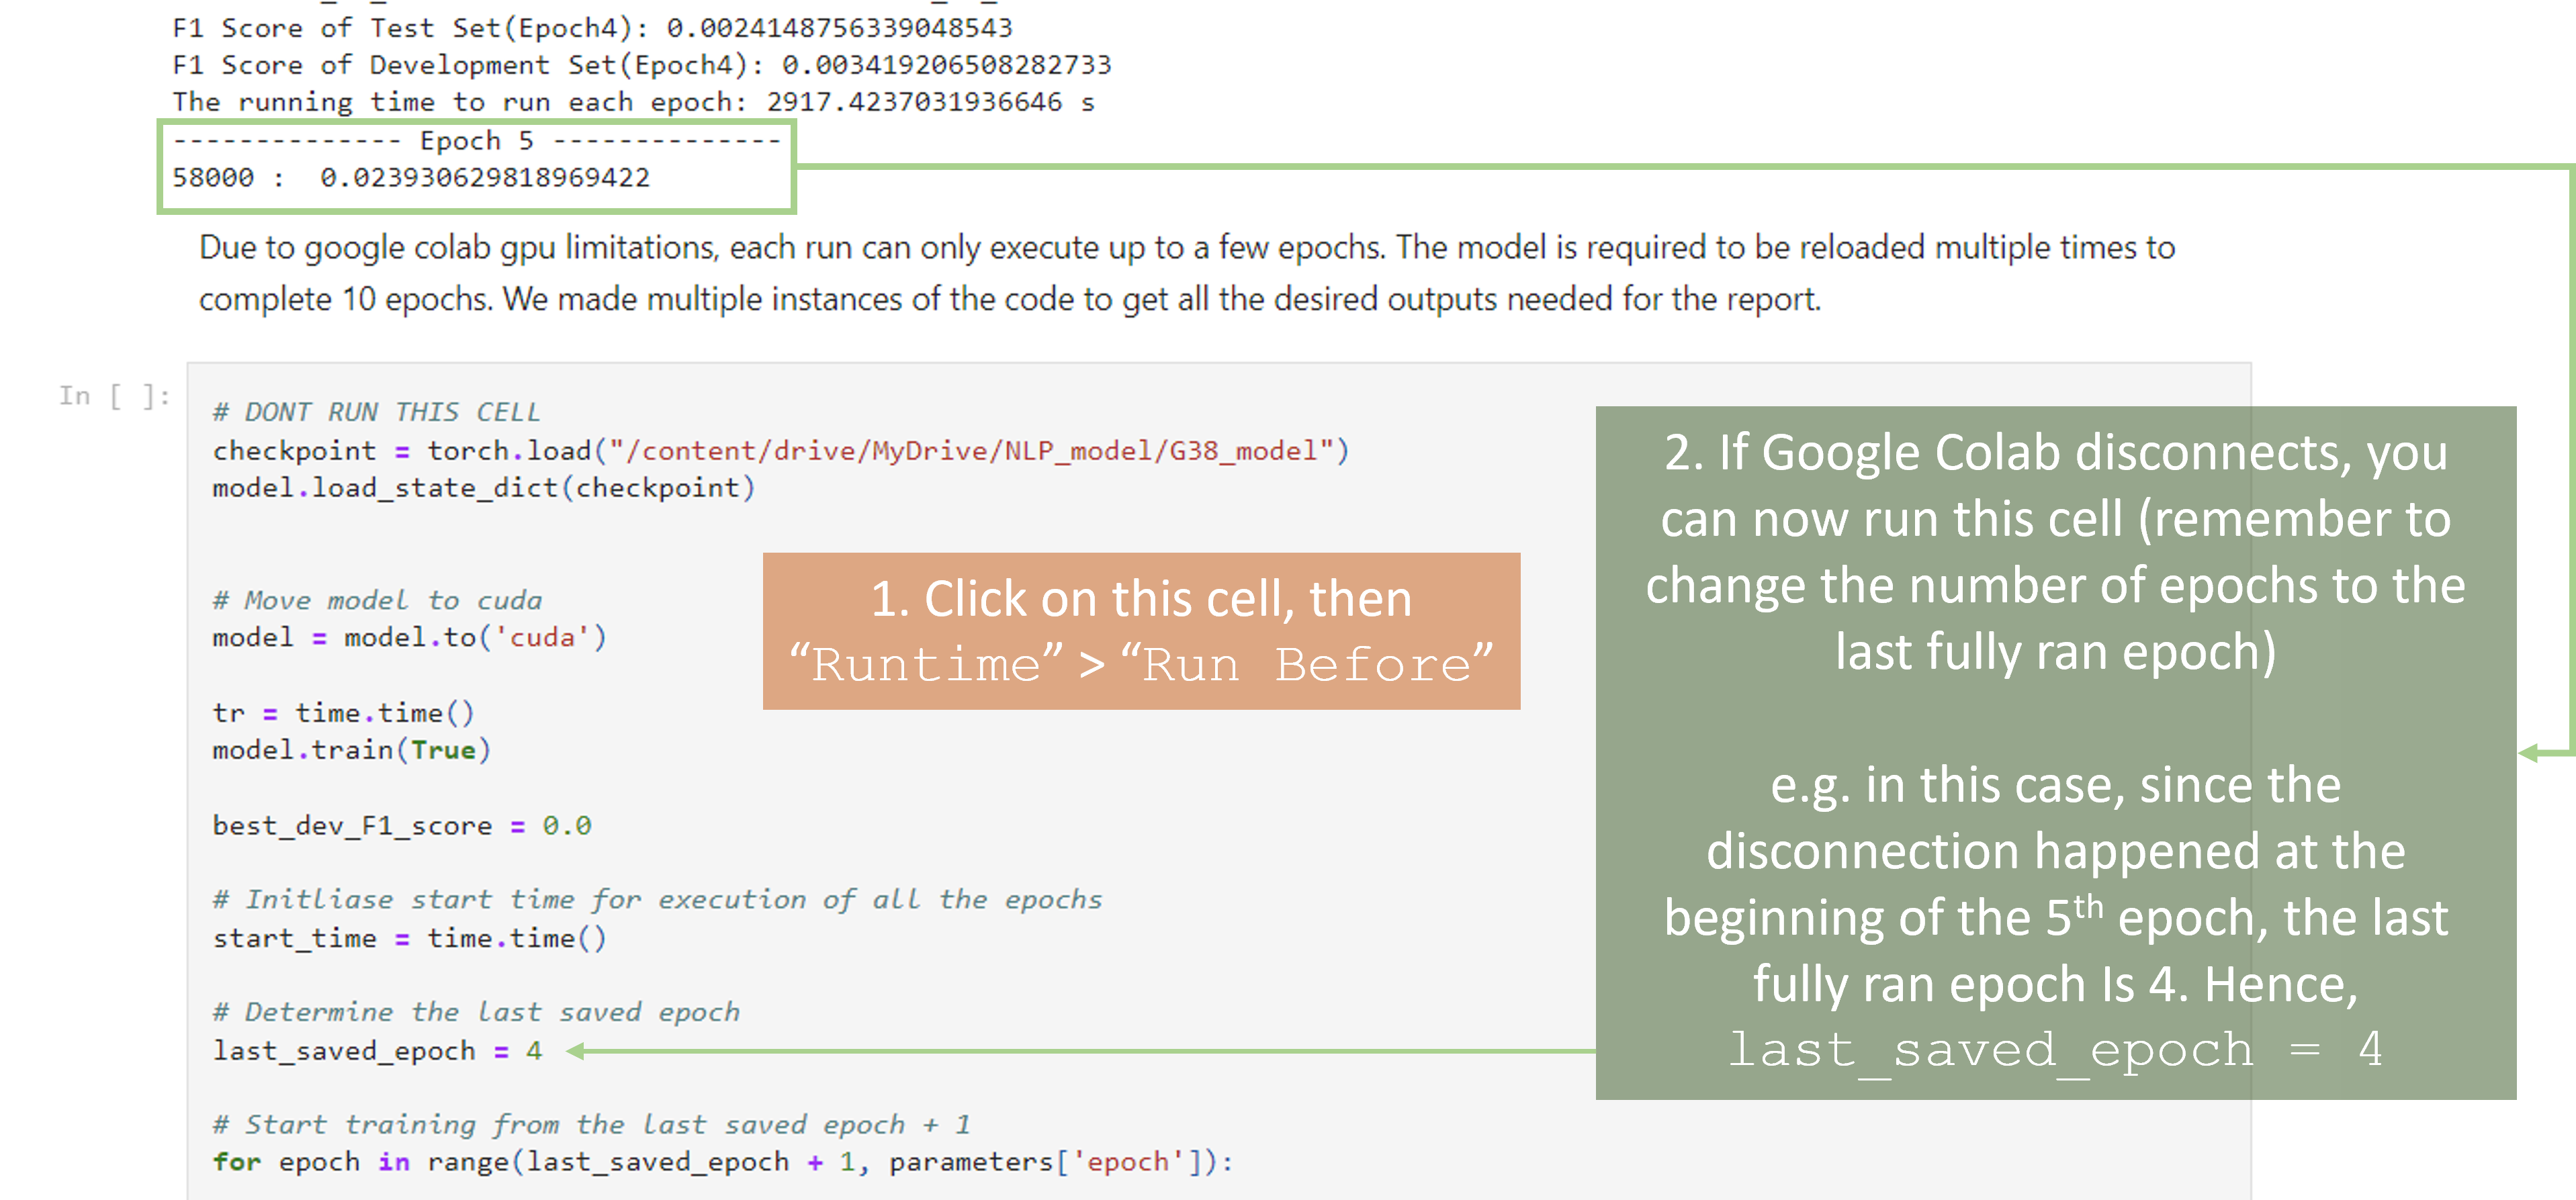 F1 Score of Test Set(Epoch4): 0.0024148756339048543
F1 Score of Development Set(Epoch4): 0.003419206508282733
The running time to run each epoch: 2917.4237031936646 s
-------------- Epoch 5 --------------
58000 :  0.023930629818969422
Due to google colab gpu limitations, each run can only execute up to a few epochs. The model is required to be reloaded multiple times to
complete 10 epochs. We made multiple instances of the code to get all the desired outputs needed for the report.
In [ ]:
# DONT RUN THIS CELL
checkpoint = torch.load("/content/drive/MyDrive/NLP_model/G38_model")
model.load_state_dict(checkpoint)
# Move model to cuda
model = model.to('cuda')
tr = time.time()
model.train(True)
best_dev_F1_score = 0.0
# Initliase start time for execution of all the epochs
start_time = time.time()
# Determine the last saved epoch
last_saved_epoch = 4
# Start training from the last saved epoch + 1
for epoch in range(last_saved_epoch + 1, parameters['epoch']):
1. Click on this cell, then
“Runtime” > “Run Before”
2. If Google Colab disconnects, you
can now run this cell (remember to
change the number of epochs to the
last fully ran epoch)
e.g. in this case, since the
disconnection happened at the
beginning of the 5th epoch, the last
fully ran epoch Is 4. Hence,
last_saved_epoch = 4